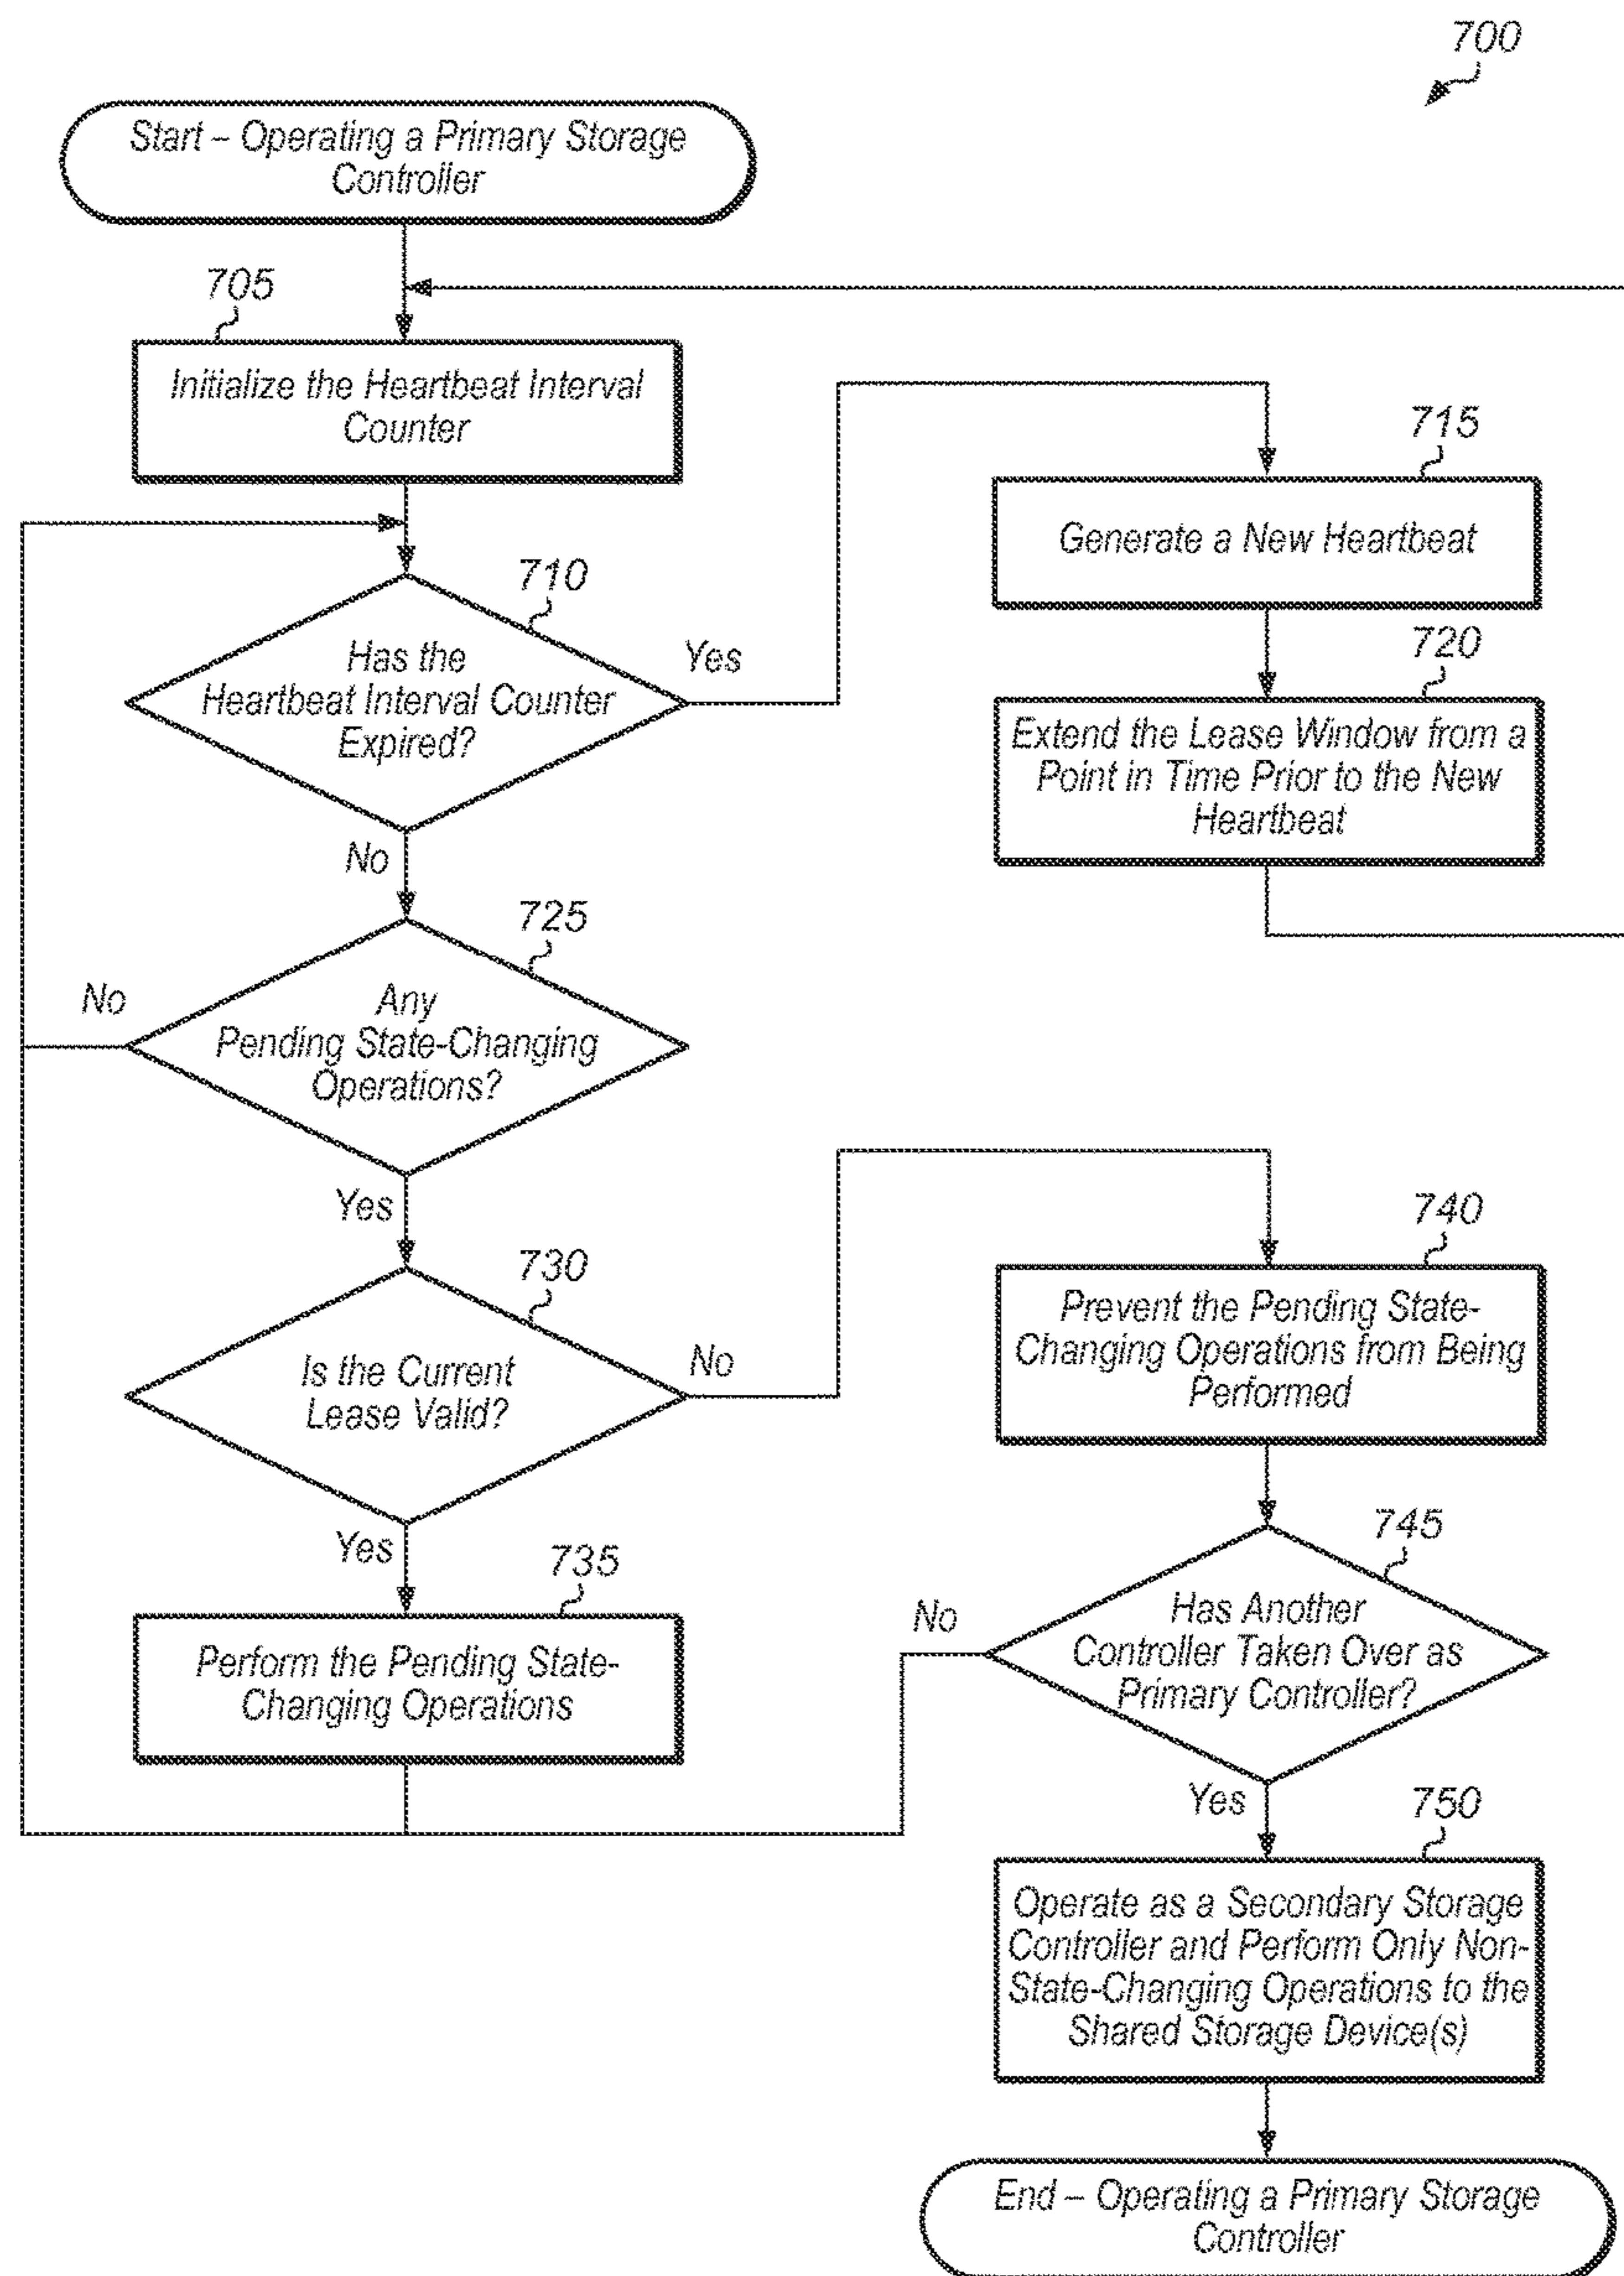 700
Start – Operating a Primary Storage
Controller
705
Initialize the Heartbeat Interval
Counter
710
Has the
Heartbeat Interval Counter
Expired?
Yes
No
715
Generate a New Heartbeat
720
Extend the Lease Window from a
Point in Time Prior to the New
Heartbeat
725
Any
Pending State-Changing
Operations?
No
Yes
730
Is the Current
Lease Valid?
No
Yes
735
Perform the Pending State-
Changing Operations
740
Prevent the Pending State-
Changing Operations from Being
Performed
745
Has Another
Controller Taken Over as
Primary Controller?
No
Yes
750
Operate as a Secondary Storage
Controller and Perform Only Non-
State-Changing Operations to the
Shared Storage Device(s)
End – Operating a Primary Storage
Controller